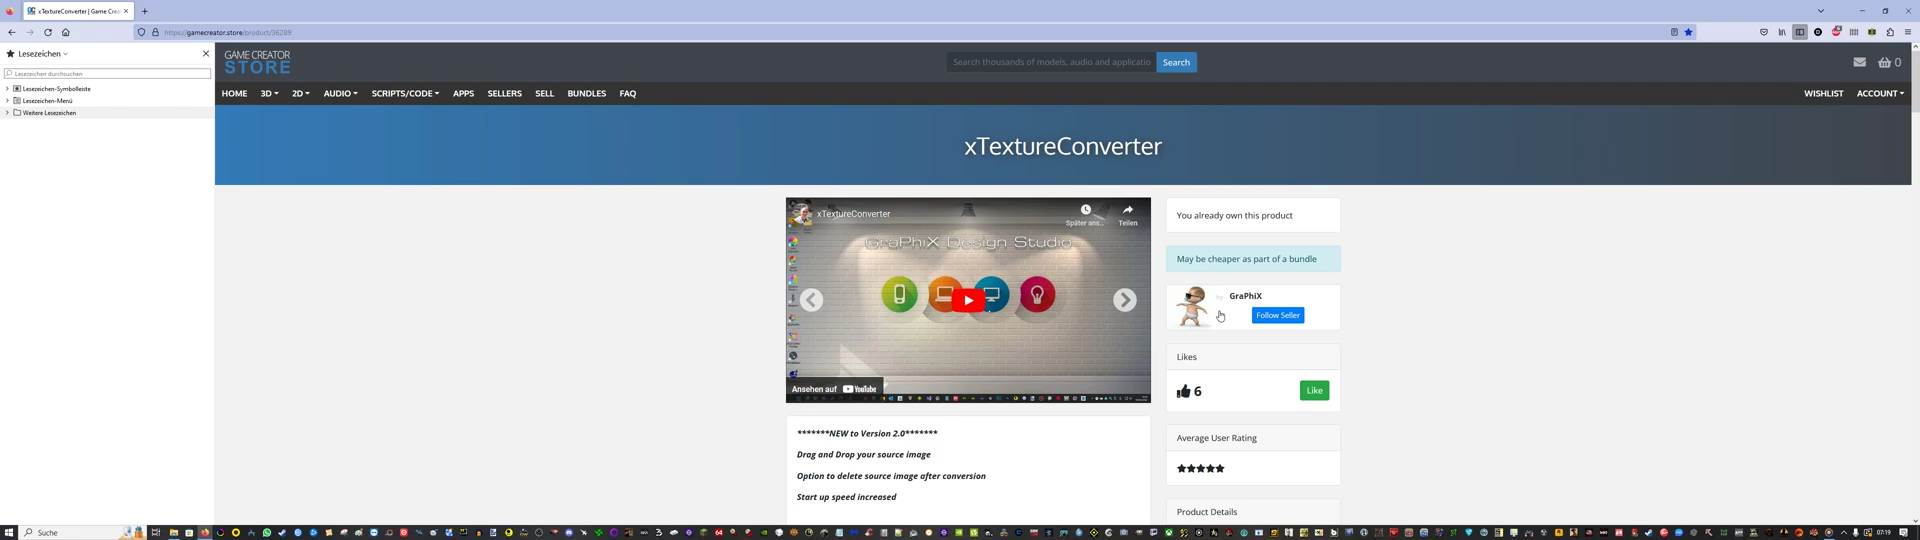 xTextureConverter | Game Crea
https://gamecreator.store/product/36289
Lesezeichen
Lesezeichen durchsuchen
Lesezeichen-Symbolleiste
Lesezeichen-Menü
Weitere Lesezeichen
GAME CREATOR
STORE
Search thousands of models, audio and applicatio
Search
0
HOME 3D 2D AUDIO SCRIPTS/CODE APPS SELLERS SELL BUNDLES FAQ WISHLIST ACCOUNT
xTextureConverter
xTextureConverter
Später ans...
Teilen
GraPhiX Design Studio
Ansehen auf YouTube
You already own this product
May be cheaper as part of a bundle
by GraPhiX
Follow Seller
Likes
6
Like
Average User Rating
Product Details
*******NEW to Version 2.0*******
Drag and Drop your source image
Option to delete source image after conversion
Start up speed increased
Suche
07:19